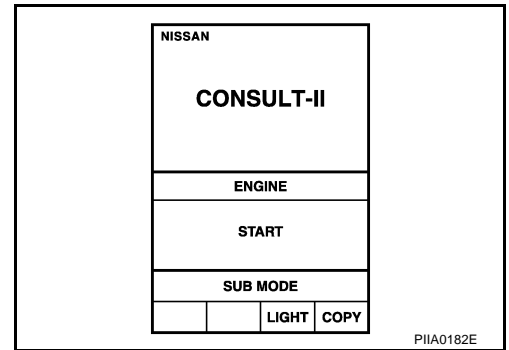 NISSAN
CONSULT-II
ENGINE
START
SUB MODE
LIGHT COPY
PIIA0182E